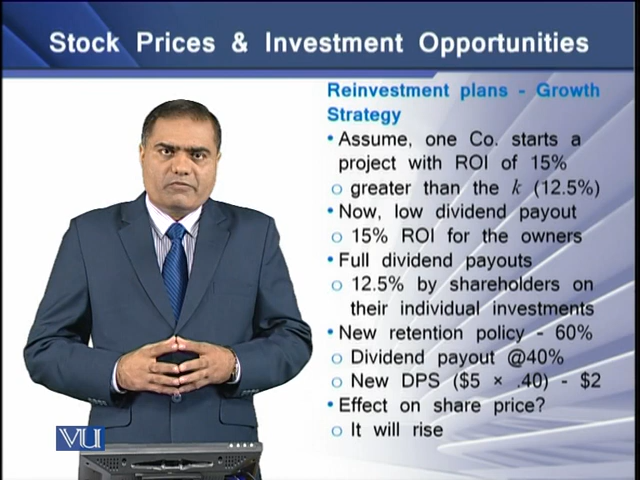 Stock Prices & Investment Opportunities
Reinvestment plans - Growth
Strategy
• Assume, one Co. starts a
project with ROI of 15%
o greater than the k (12.5%)
• Now, low dividend payout
o 15% ROI for the owners
• Full dividend payouts
o 12.5% by shareholders on
their individual investments
• New retention policy - 60%
o Dividend payout @40%
o New DPS ($5 × .40) - $2
• Effect on share price?
o It will rise
VU